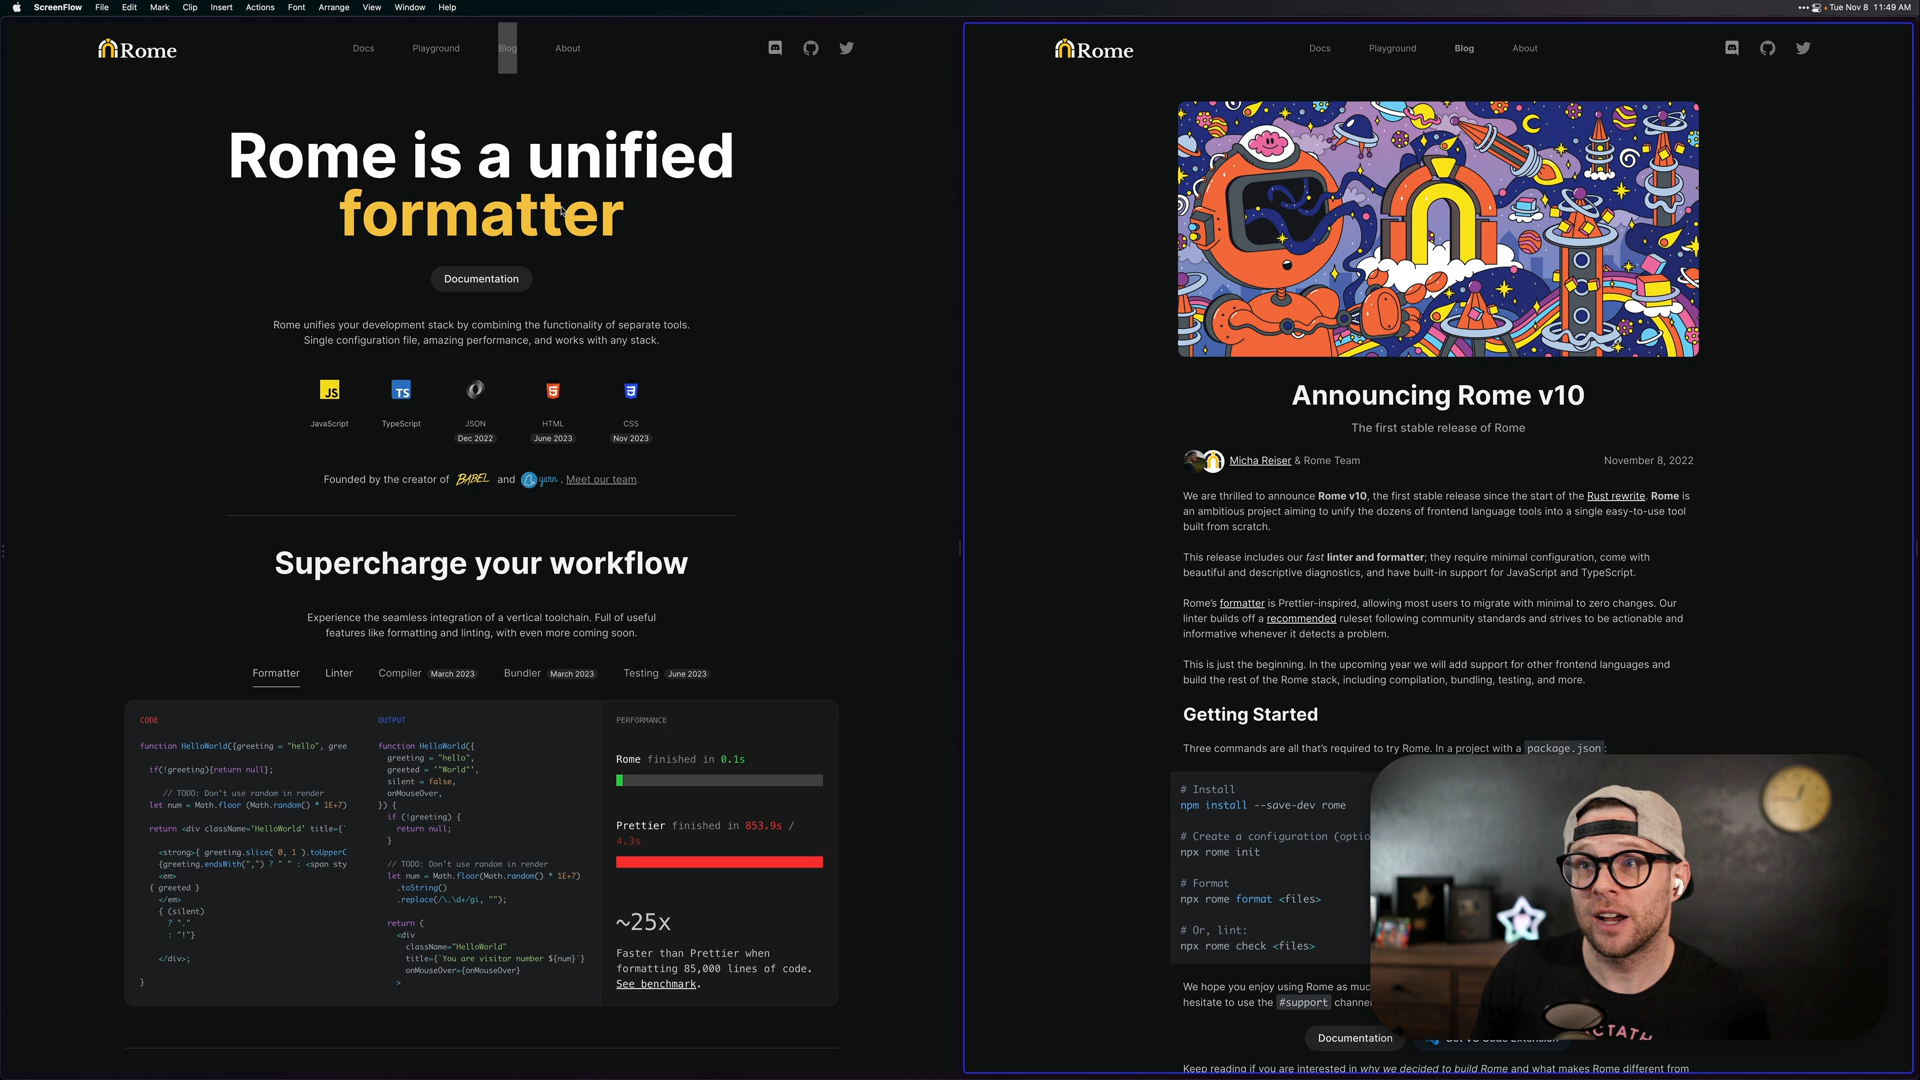 ScreenFlow File Edit Mark Clip Insert Actions Font Arrange View Window Help
Tue Nov 8 11:49 AM
Rome
Docs Playground Blog About
Rome is a unified
formatter
Documentation
Rome unifies your development stack by combining the functionality of separate tools.
Single configuration file, amazing performance, and works with any stack.
JS TS 5 3
JavaScript TypeScript JSON HTML CSS
Dec 2022 June 2023 Nov 2023
Founded by the creator of BABEL and yarn. Meet our team.
Supercharge your workflow
Experience the seamless integration of a vertical toolchain. Full of useful
features like formatting and linting, with even more coming soon.
Formatter Linter Compiler March 2023 Bundler March 2023 Testing June 2023
CODE
function HelloWorld({greeting = "hello", gree
if(!greeting){return null};
// TODO: Don't use random in render
let num = Math.floor (Math.random() * 1E+7)
return <div className='HelloWorld' title={`
<strong>{ greeting.slice( 0, 1 ).toUpperC
{greeting.endsWith(",") ? " " : <span sty
<em>
{ greeted }
</em>
{ (silent)
? "."
: "!"}
</div>;
}
OUTPUT
function HelloWorld({
greeting = "hello",
greeted = '"World"',
silent = false,
onMouseOver,
}) {
if (!greeting) {
return null;
}
// TODO: Don't use random in render
let num = Math.floor(Math.random() * 1E+7)
.toString()
.replace(/\.\d+/gi, "");
return (
<div
className="HelloWorld"
title={`You are visitor number ${num}`}
onMouseOver={onMouseOver}
>
PERFORMANCE
Rome finished in 0.1s
Prettier finished in 853.9s /
4.3s
~25x
Faster than Prettier when
formatting 85,000 lines of code.
See benchmark.
Rome
Docs Playground Blog About
Announcing Rome v10
The first stable release of Rome
Micha Reiser & Rome Team November 8, 2022
We are thrilled to announce Rome v10, the first stable release since the start of the Rust rewrite. Rome is
an ambitious project aiming to unify the dozens of frontend language tools into a single easy-to-use tool
built from scratch.
This release includes our fast linter and formatter; they require minimal configuration, come with
beautiful and descriptive diagnostics, and have built-in support for JavaScript and TypeScript.
Rome's formatter is Prettier-inspired, allowing most users to migrate with minimal to zero changes. Our
linter builds off a recommended ruleset following community standards and strives to be actionable and
informative whenever it detects a problem.
This is just the beginning. In the upcoming year we will add support for other frontend languages and
build the rest of the Rome stack, including compilation, bundling, testing, and more.
Getting Started
Three commands are all that's required to try Rome. In a project with a package.json:
# Install
npm install --save-dev rome
# Create a configuration (optio
npx rome init
# Format
npx rome format <files>
# Or, lint:
npx rome check <files>
We hope you enjoy using Rome as muc
hesitate to use the #support channe
Documentation
Keep reading if you are interested in why we decided to build Rome and what makes Rome different from
CTATH